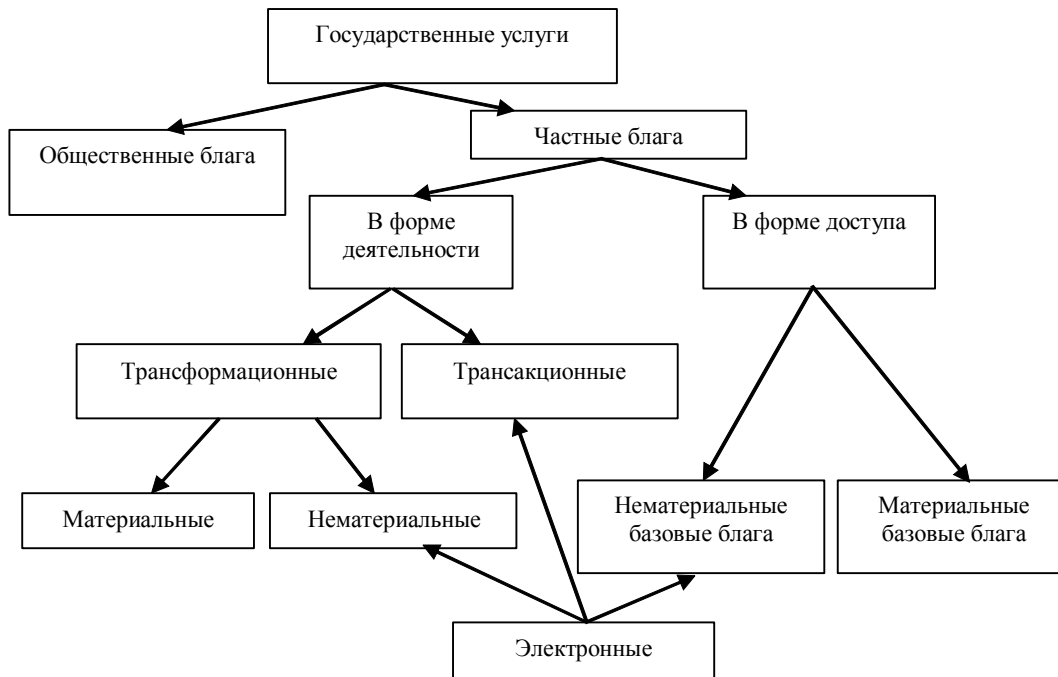 Государственные услуги
Общественные блага
Частные блага
В форме
деятельности
В форме доступа
Трансформационные
Трансакционные
Материальные
Нематериальные
Нематериальные
базовые блага
Материальные
базовые блага
Электронные